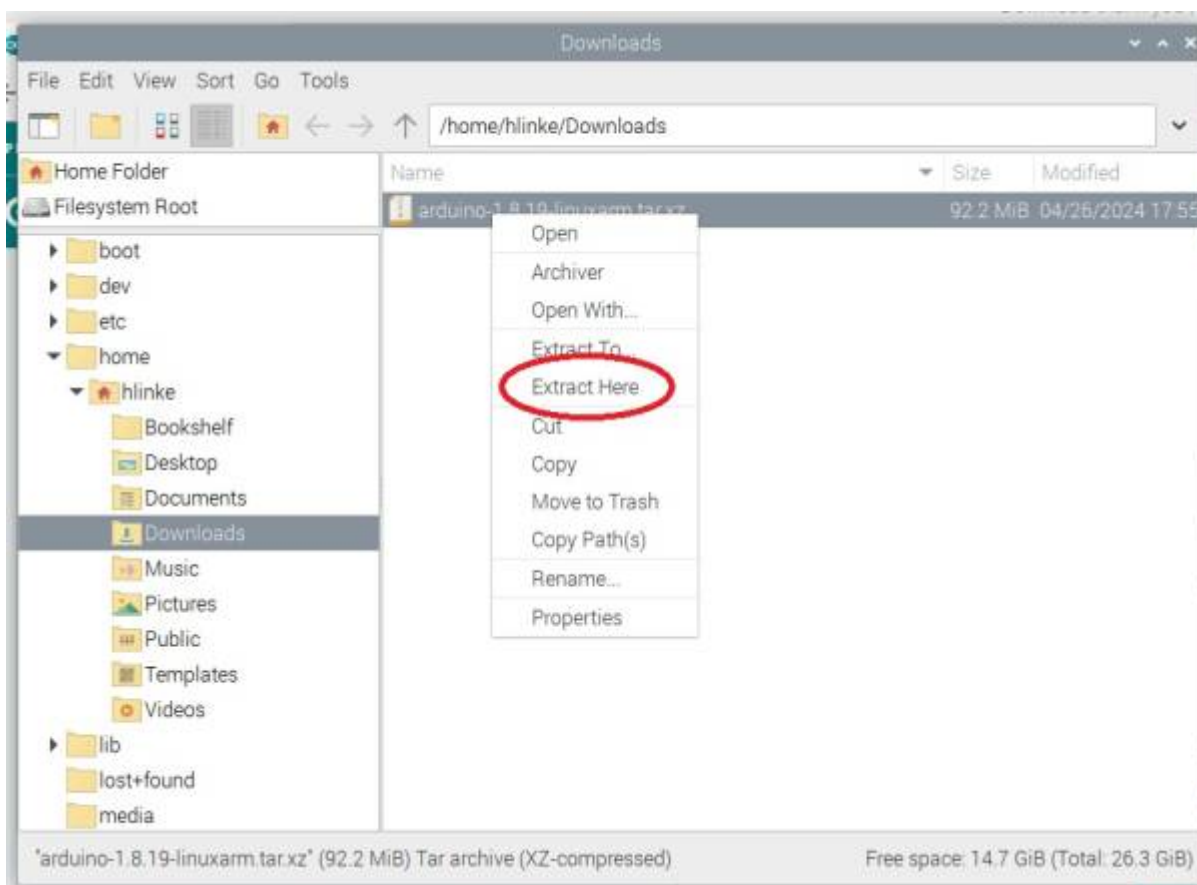 Downloads
File Edit View Sort Go Tools
/home/hlinke/Downloads
Home Folder
Filesystem Root
boot
dev
etc
home
hlinke
Bookshelf
Desktop
Documents
Downloads
Music
Pictures
Public
Templates
Videos
lib
lost+found
media
Name Size Modified
arduino-1.8.19-linuxarm.tar.xz 92.2 MiB 04/26/2024 17:55
Open
Archiver
Open With...
Extract To...
Extract Here
Cut
Copy
Move to Trash
Copy Path(s)
Rename...
Properties
"arduino-1.8.19-linuxarm.tar.xz" (92.2 MiB) Tar archive (XZ-compressed) Free space: 14.7 GiB (Total: 26.3 GiB)